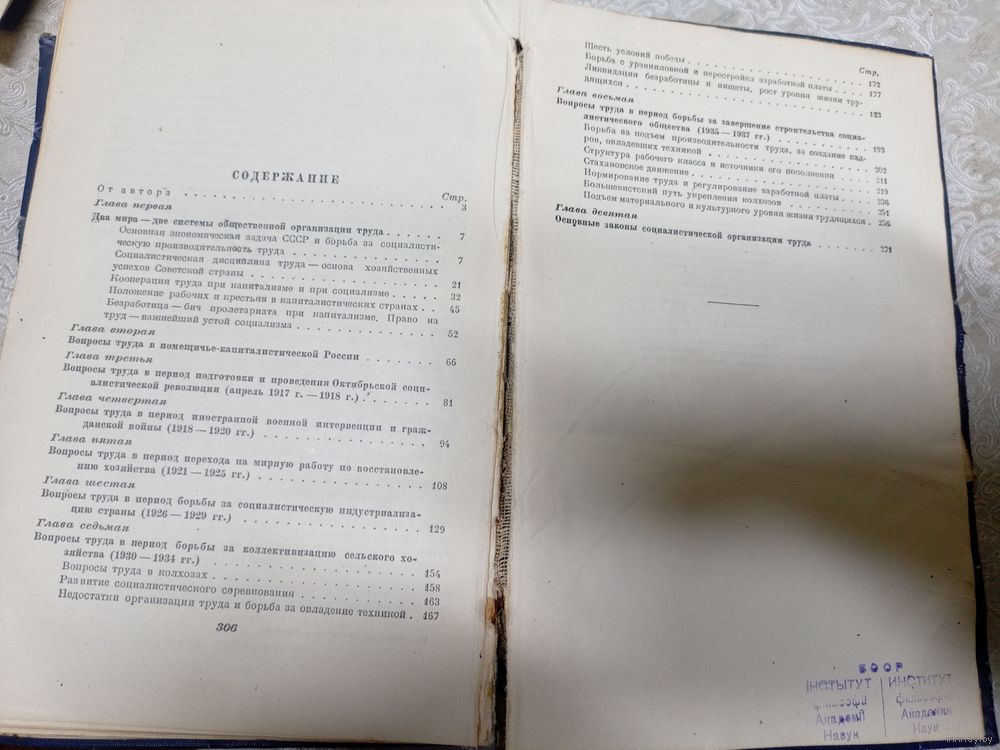 СОДЕРЖАНИЕ
Стр.
От автора . . . . . . . . . . . . . . . . . 3
Глава первая
Два мира — две системы общественной организации труда . . . . . 7
Основная экономическая задача СССР и борьба за социалисти-
ческую производительность труда . . . . . . . . . . 7
Социалистическая дисциплина труда — основа хозяйственных
успехов Советской страны . . . . . . . . . . . . 21
Кооперация труда при капитализме и при социализме . . . . . 32
Положение рабочих и крестьян в капиталистических странах . . 45
Безработица — бич пролетариата при капитализме. Право на
труд — важнейший устой социализма . . . . . . . . . 52
Глава вторая
Вопросы труда в помещичье-капиталистической России . . . . . . 66
Глава третья
Вопросы труда в период подготовки и проведения Октябрьской соци-
алистической революции (апрель 1917 г. — 1918 г.) . . . . . . 81
Глава четвертая
Вопросы труда в период иностранной военной интервенции и граж-
данской войны (1918 — 1920 гг.) . . . . . . . . . . . 94
Глава пятая
Вопросы труда в период перехода на мирную работу по восстановле-
нию хозяйства (1921 — 1925 гг.) . . . . . . . . . . . 108
Глава шестая
Вопросы труда в период борьбы за социалистическую индустриализа-
цию страны (1926 — 1929 гг.) . . . . . . . . . . . . 129
Глава седьмая
Вопросы труда в период борьбы за коллективизацию сельского хо-
зяйства (1930 — 1934 гг.) . . . . . . . . . . . . . 154
Вопросы труда в колхозах . . . . . . . . . . . . . 158
Развитие социалистического соревнования . . . . . . . . 163
Недостатки организации труда и борьба за овладение техникой . 167
306
Стр.
Шесть условий победы . . . . . . . . . . . . . . 172
Борьба с уравниловкой и перестройка заработной платы . . . . 177
Ликвидация безработицы и нищеты, рост уровня жизни тру-
дящихся . . . . . . . . . . . . . . . . . . . 183
Глава восьмая
Вопросы труда в период борьбы за завершение строительства социа-
листического общества (1935 — 1937 гг.) . . . . . . . . . 193
Борьба за подъем производительности труда, за создание кад-
ров, овладевших техникой . . . . . . . . . . . . . 202
Структура рабочего класса и источники его пополнения . . . . 214
Стахановское движение . . . . . . . . . . . . . . 219
Нормирование труда и регулирование заработной платы . . . . 236
Большевистский путь укрепления колхозов . . . . . . . . 251
Подъем материального и культурного уровня жизни трудящихся . 256
Глава девятая
Основные законы социалистической организации труда . . . . . . 271
БССР
ІНСТЫТУТ | ИНСТИТУТ
філасофіі | философии
Акадэміі | Академии
Навук | Наук